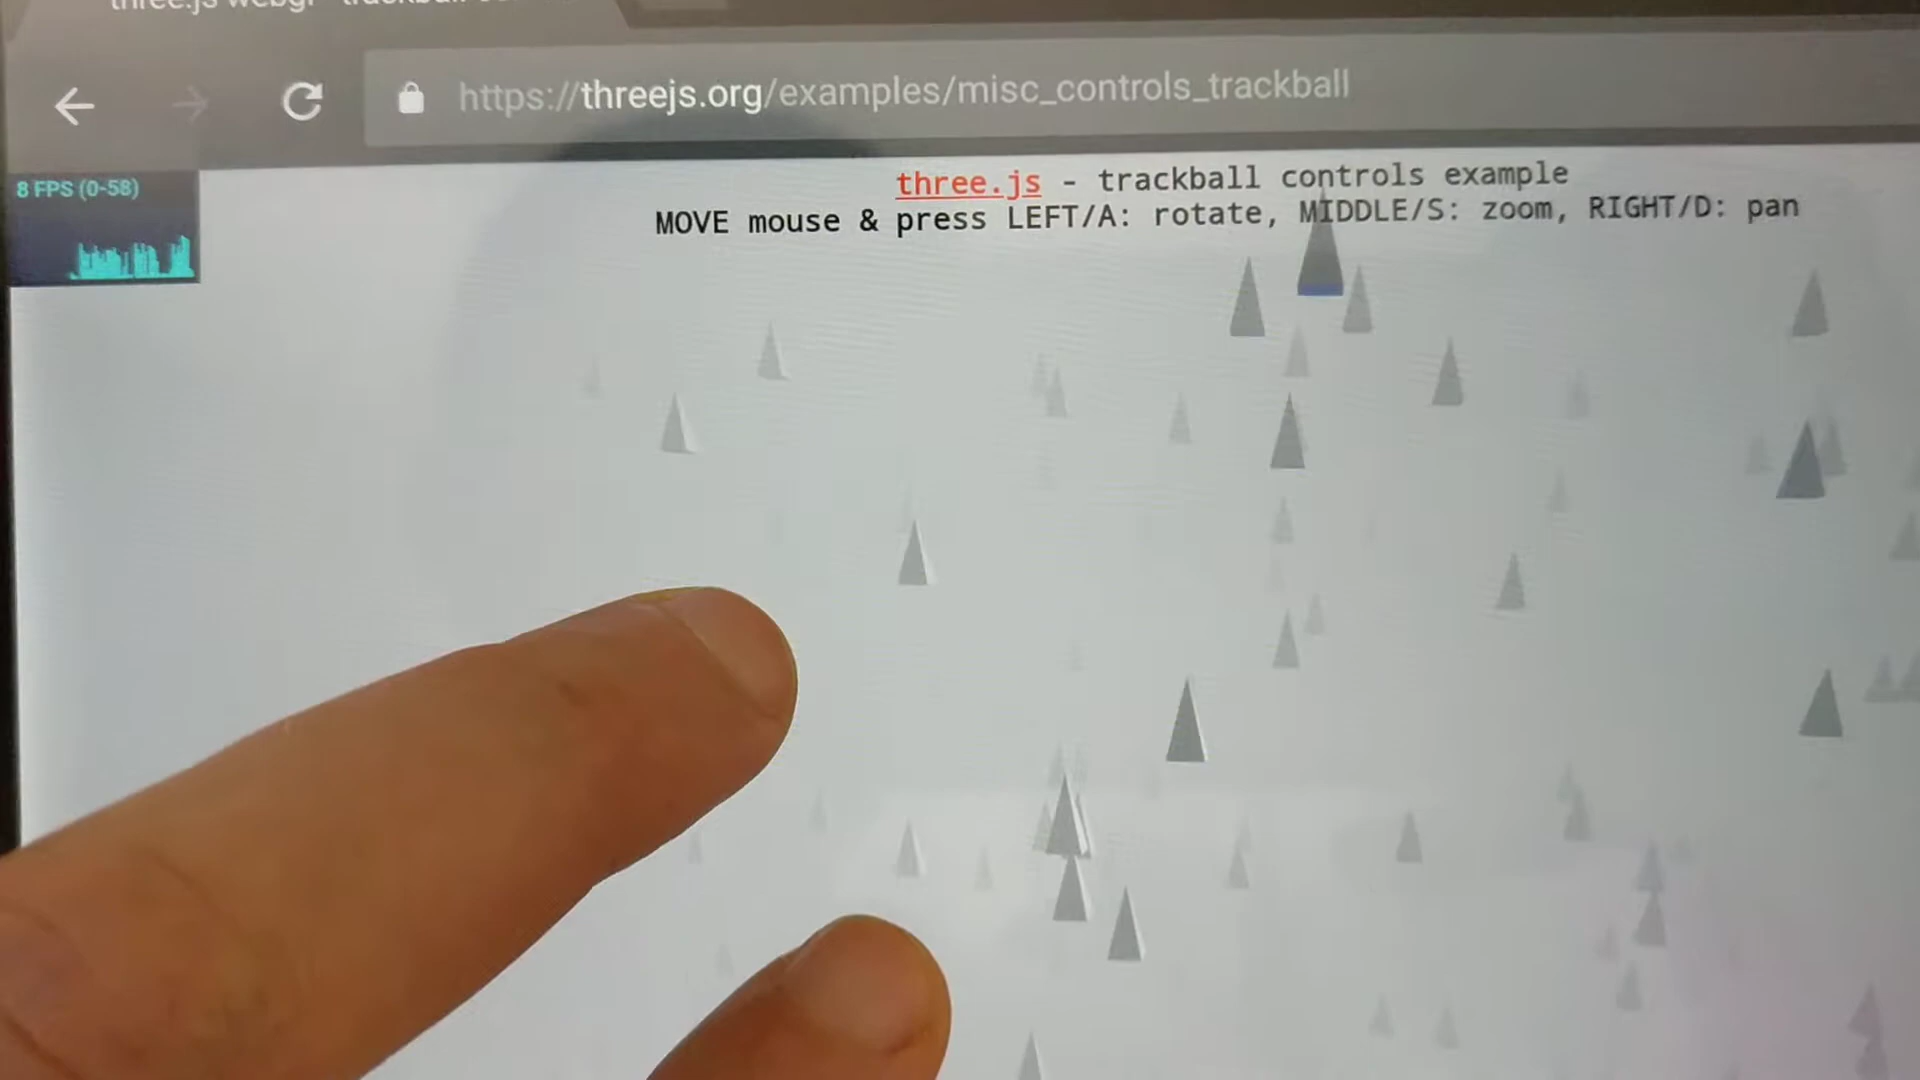 https://threejs.org/examples/misc_controls_trackball
8 FPS (0-58)
three.js - trackball controls example
MOVE mouse & press LEFT/A: rotate, MIDDLE/S: zoom, RIGHT/D: pan